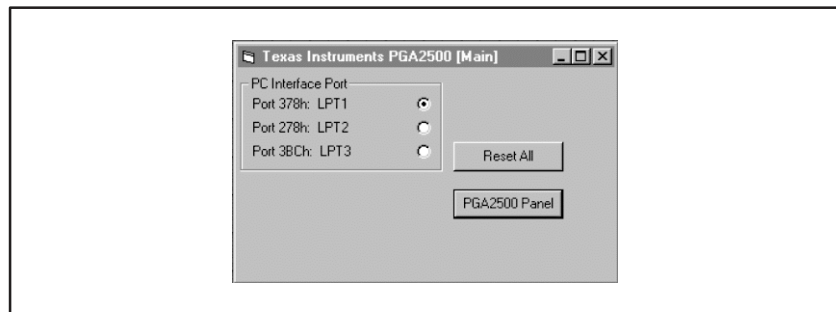 Texas Instruments PGA2500 [Main]
PC Interface Port
Port 378h: LPT1
Port 278h: LPT2
Port 3BCh: LPT3
Reset All
PGA2500 Panel